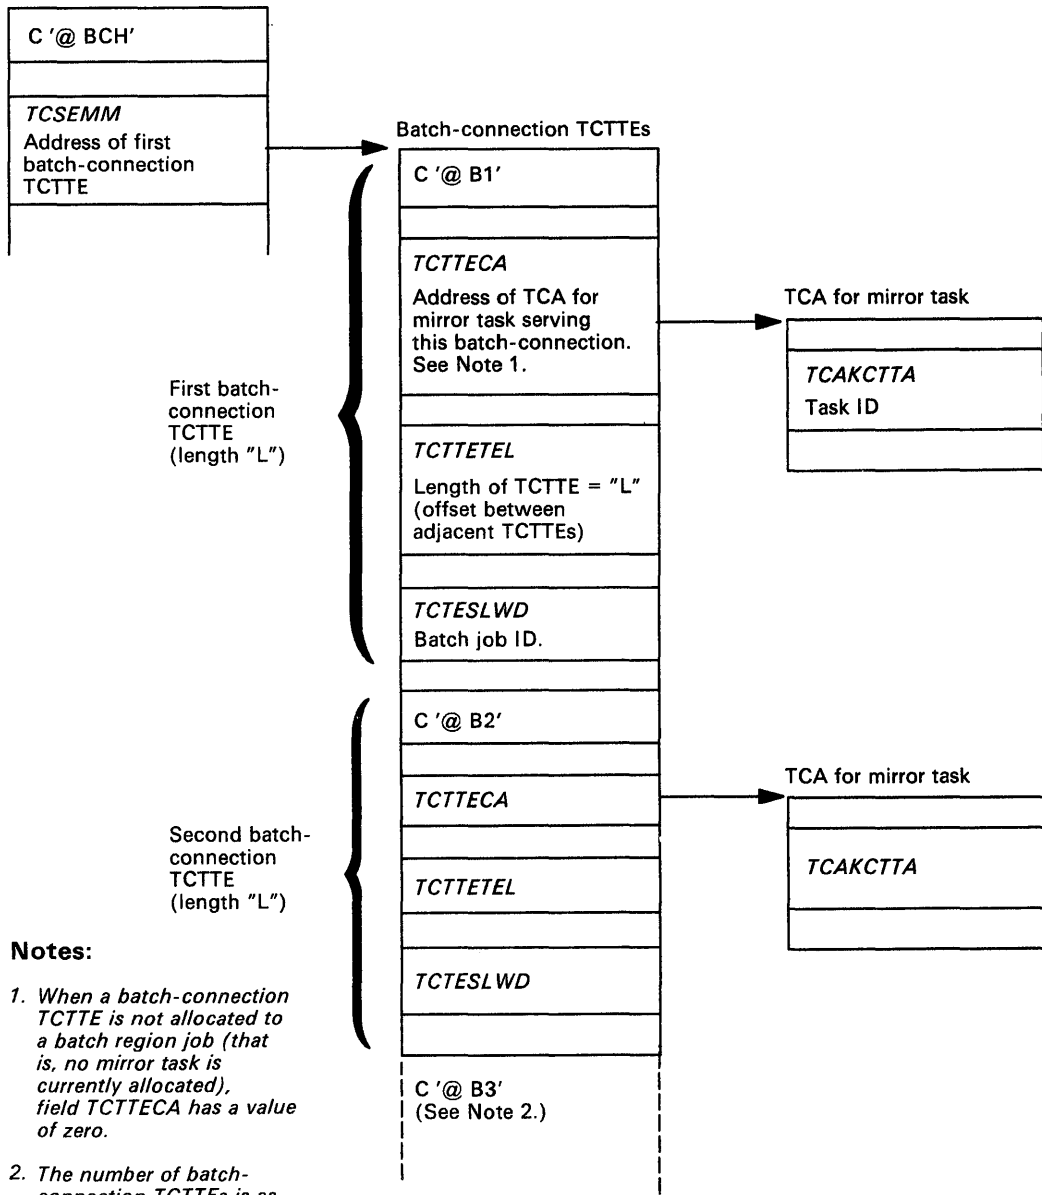 C '@ BCH'
TCSEMM
Address of first
batch-connection
TCTTE
Batch-connection TCTTEs
C '@ B1'
TCTTECA
Address of TCA for
mirror task serving
this batch-connection.
See Note 1.
TCA for mirror task
TCAKCTTA
Task ID
First batch-
connection
TCTTE
(length "L")
TCTTETEL
Length of TCTTE = "L"
(offset between
adjacent TCTTEs)
TCTESLWD
Batch job ID.
C '@ B2'
TCTTECA
TCA for mirror task
TCAKCTTA
Second batch-
connection
TCTTE
(length "L")
TCTTETEL
TCTESLWD
C '@ B3'
(See Note 2.)
Notes:
1. When a batch-connection
TCTTE is not allocated to
a batch region job (that
is, no mirror task is
currently allocated),
field TCTTECA has a value
of zero.
2. The number of batch-
connection TCTTEs is as